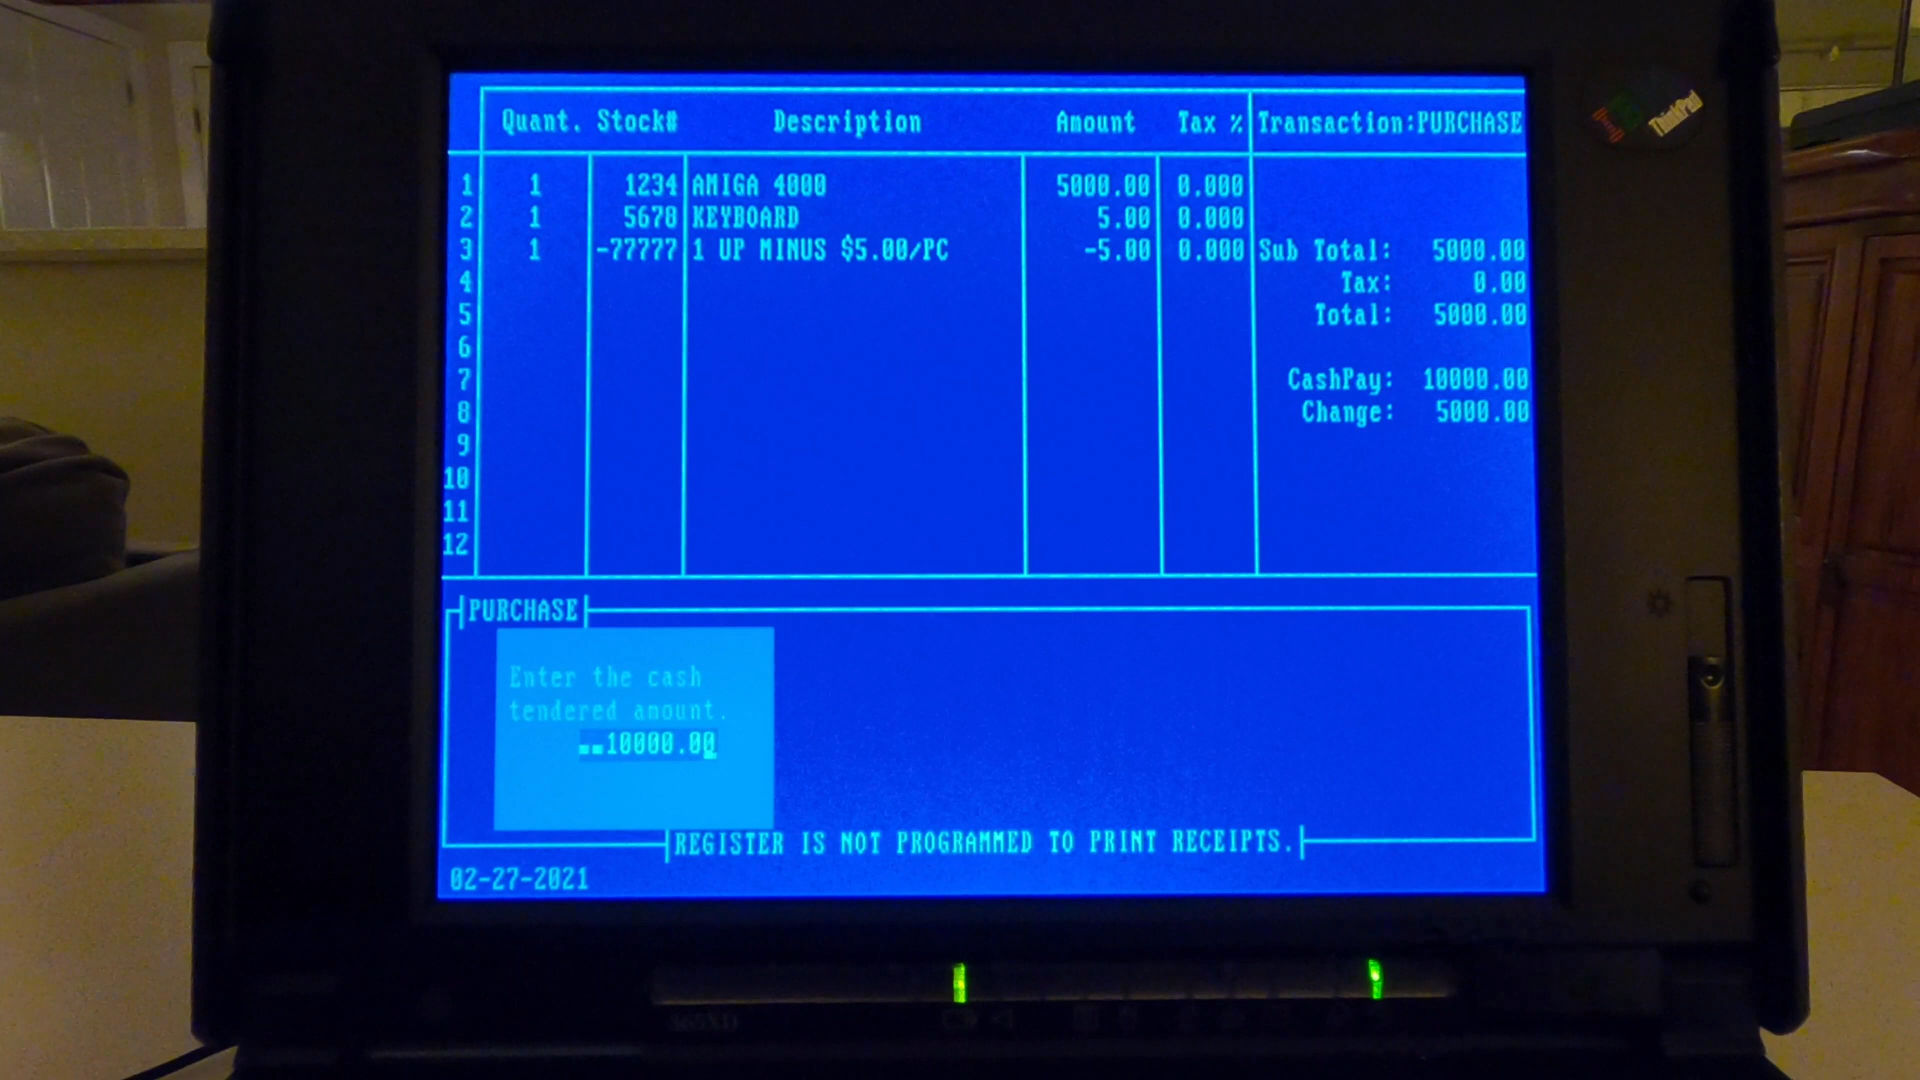 Quant. Stock# Description Amount Tax % Transaction:PURCHASE
1 1 1234 AMIGA 4000 5000.00 0.000
2 1 5678 KEYBOARD 5.00 0.000
3 1 -77777 1 UP MINUS $5.00/PC -5.00 0.000 Sub Total: 5000.00
4 Tax: 0.00
5 Total: 5000.00
6
7 CashPay: 10000.00
8 Change: 5000.00
9
10
11
12
PURCHASE
Enter the cash
tendered amount.
10000.00
REGISTER IS NOT PROGRAMMED TO PRINT RECEIPTS.
02-27-2021
ThinkPad
365XD